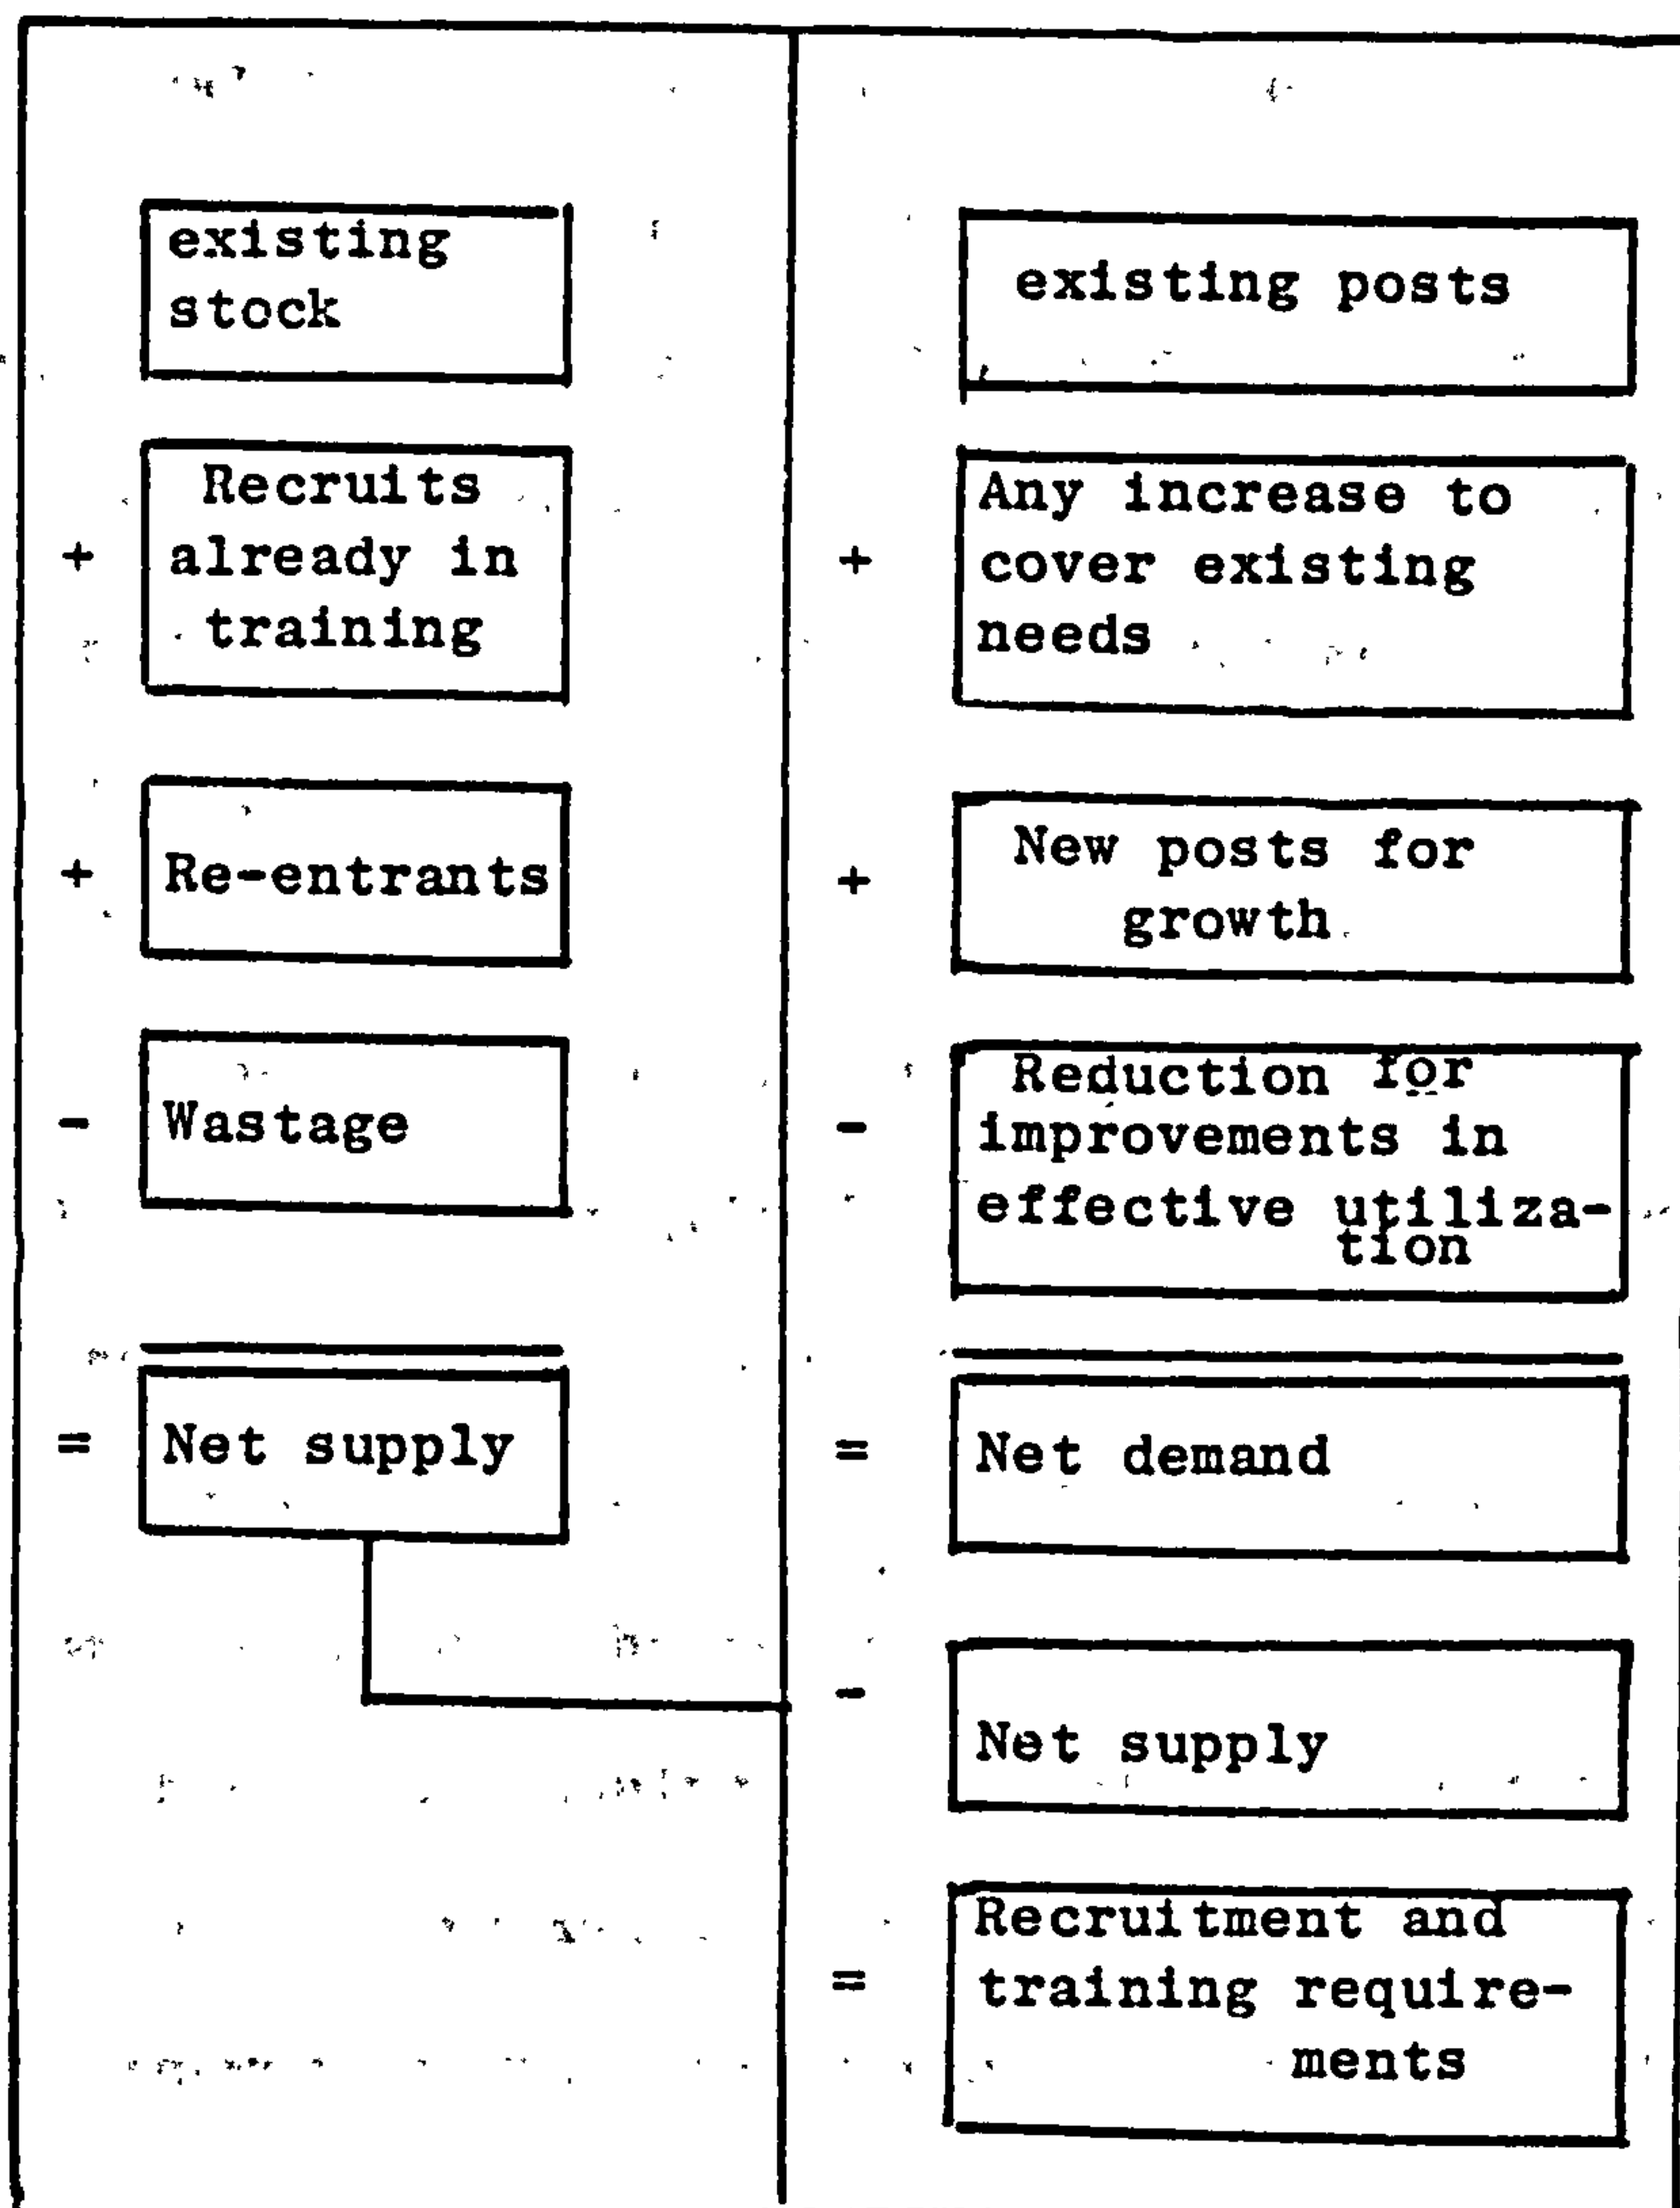 existing
stock
+
Recruits
already in
training
+
Re-entrants
-
Wastage
=
Net supply
existing posts
+
Any increase to
cover existing
needs
+
New posts for
growth
-
Reduction for
improvements in
effective utiliza-
tion
=
Net demand
-
Net supply
=
Recruitment and
training require-
ments